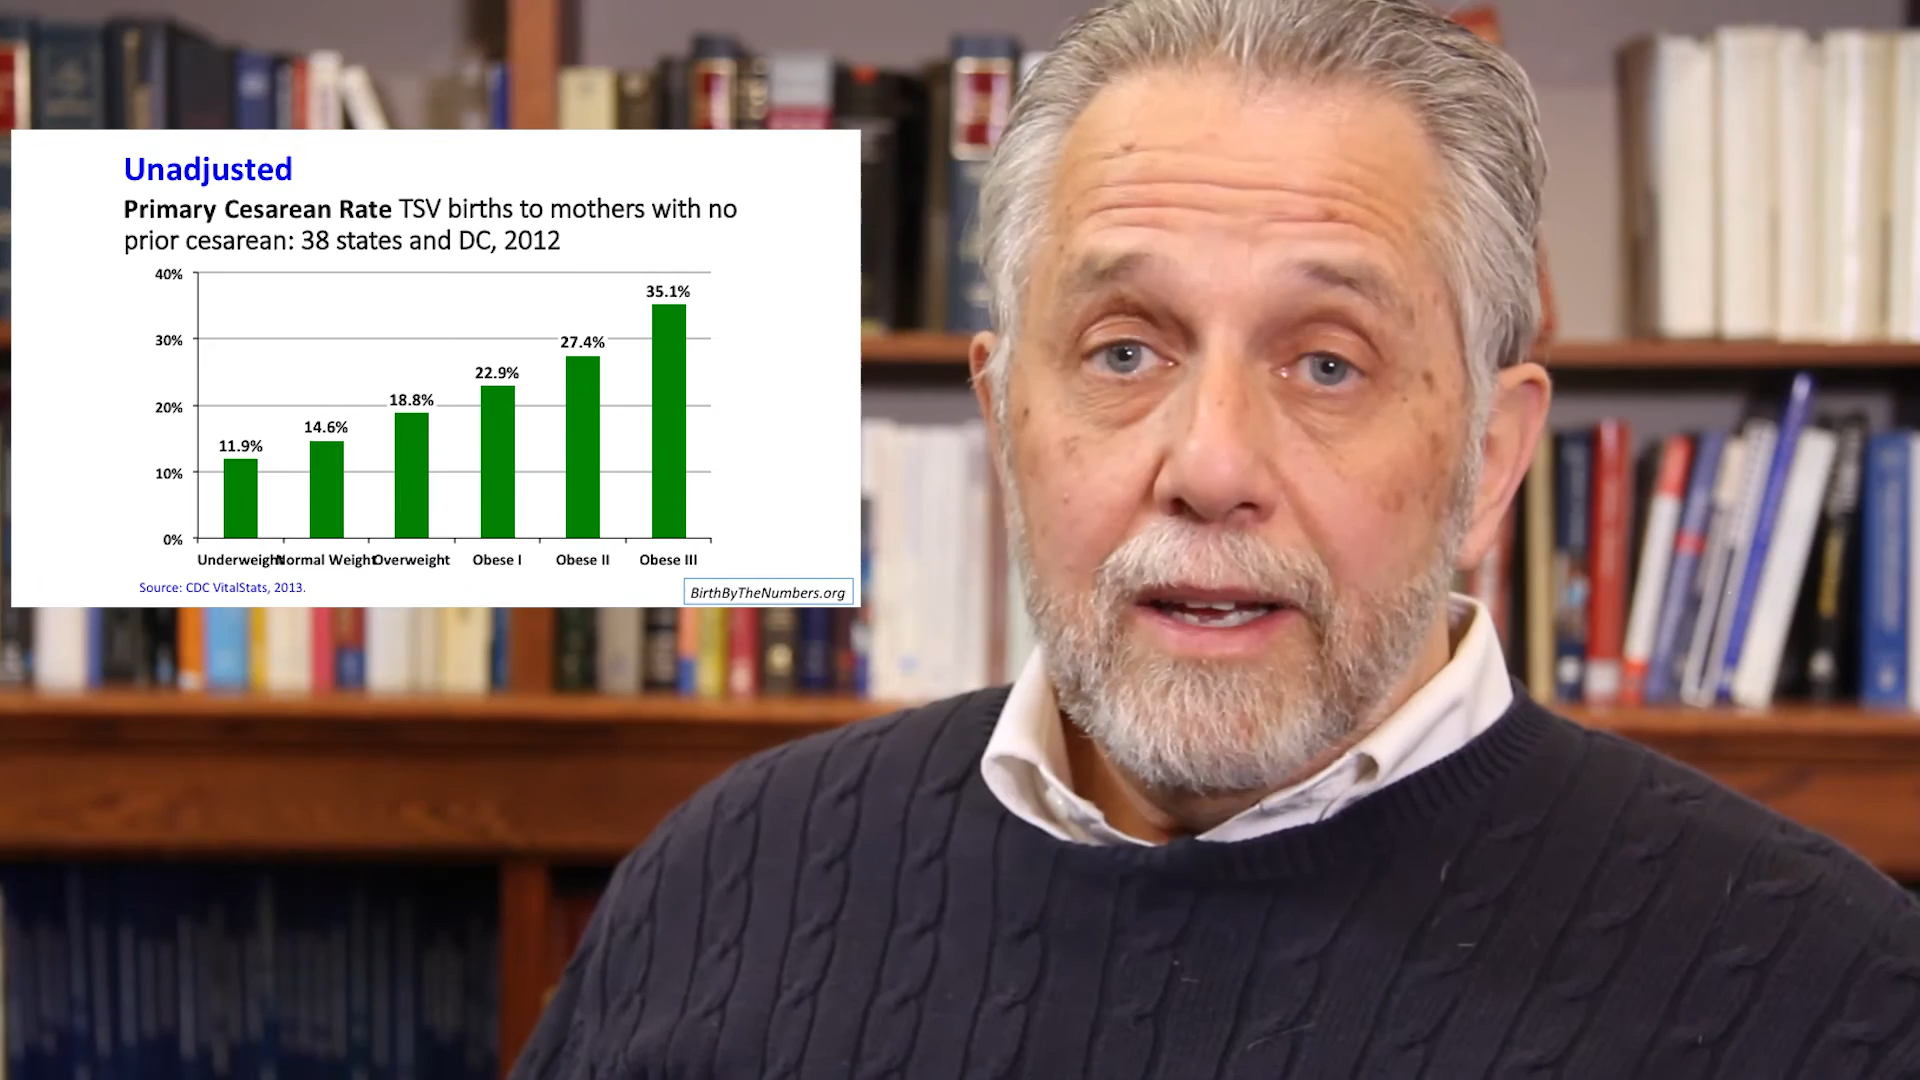 Unadjusted
Primary Cesarean Rate TSV births to mothers with no
prior cesarean: 38 states and DC, 2012
40%
30%
20%
10%
0%
11.9%
14.6%
18.8%
22.9%
27.4%
35.1%
Underweight Normal Weight Overweight Obese I Obese II Obese III
Source: CDC VitalStats, 2013.
BirthByTheNumbers.org